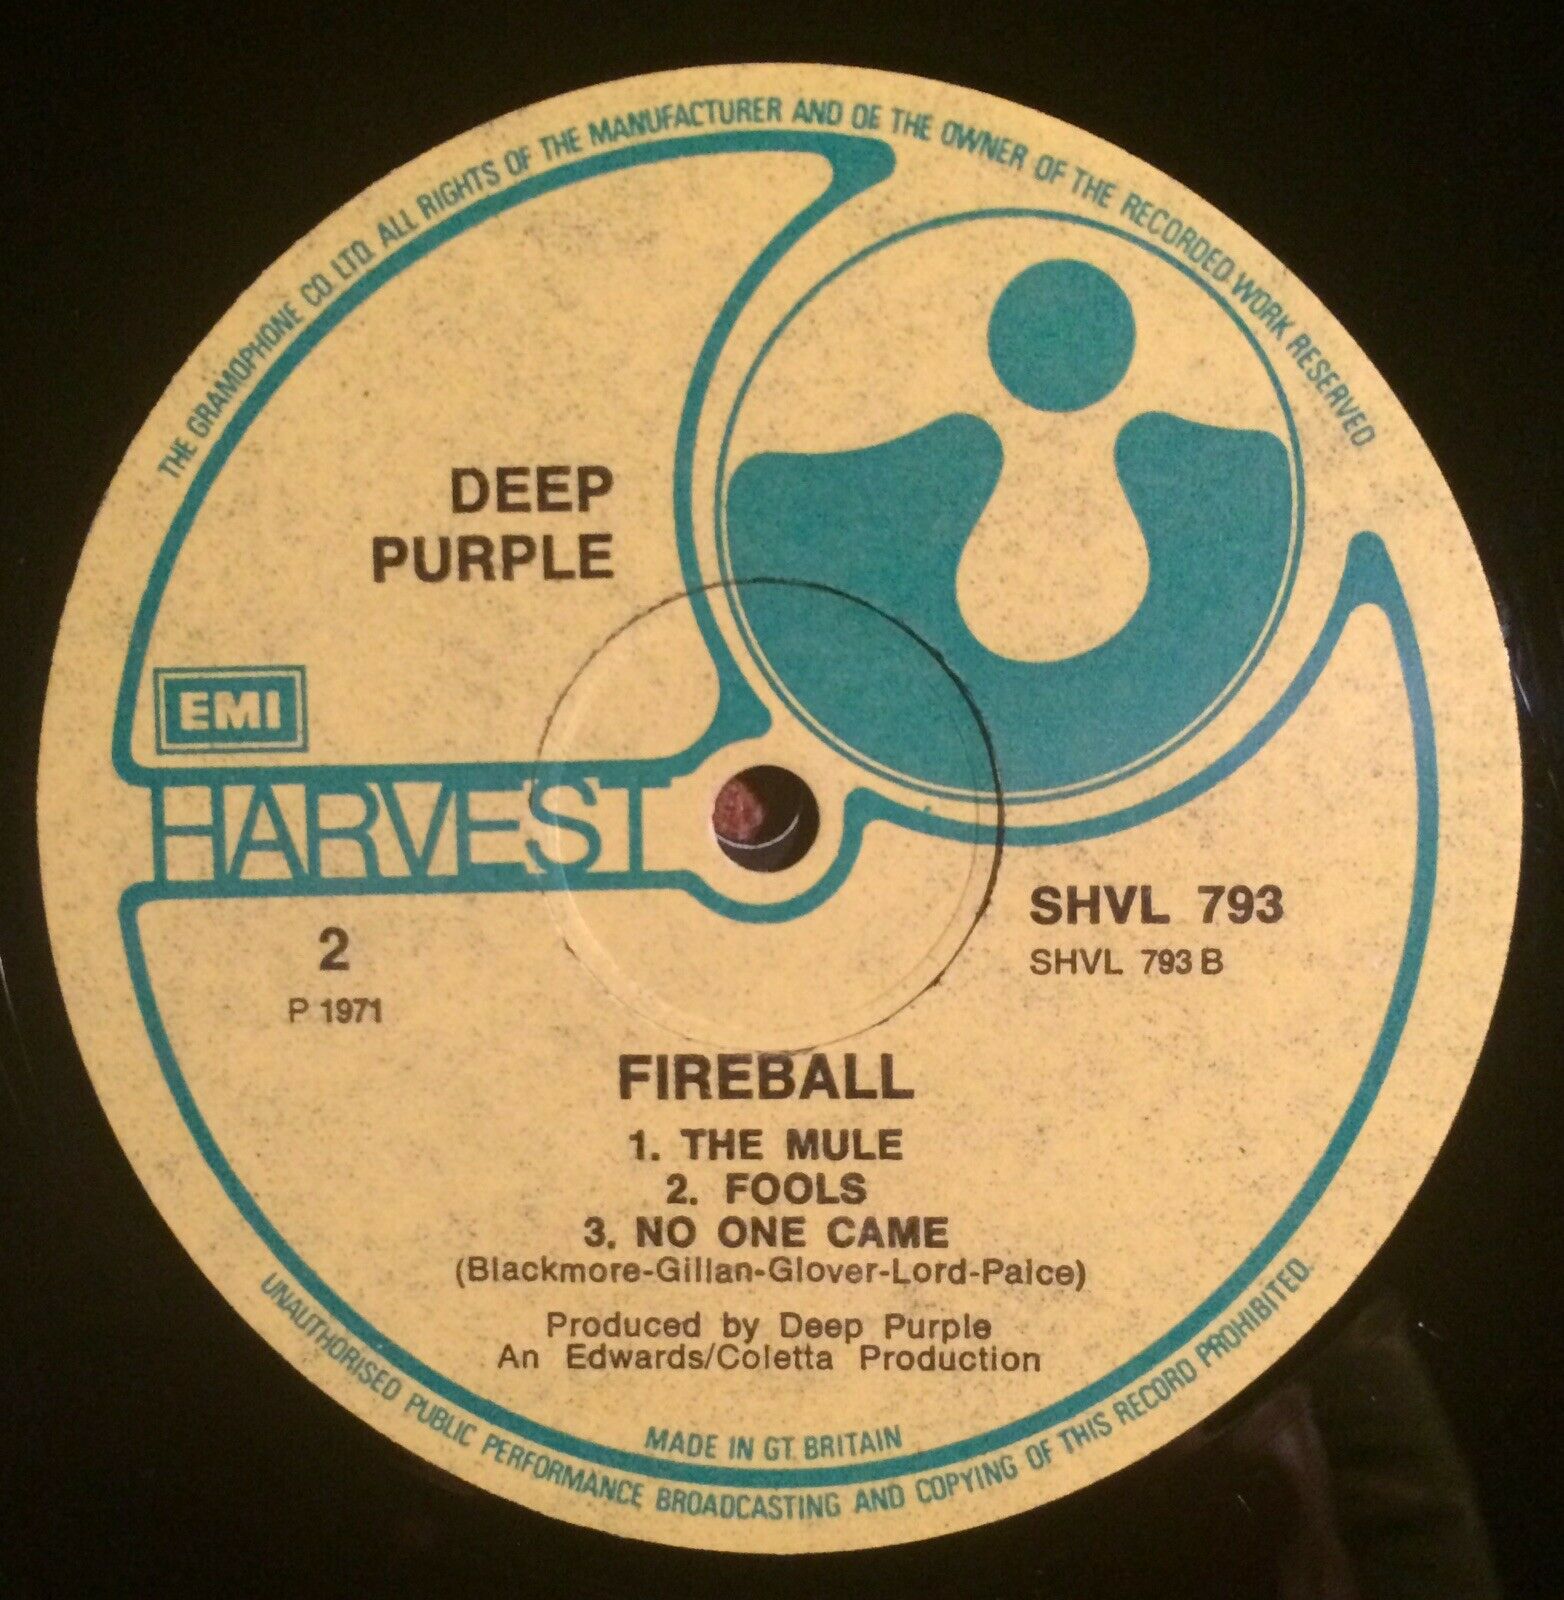 THE GRAMOPHONE CO. LTD. ALL RIGHTS OF THE MANUFACTURER AND OE THE OWNER OF THE RECORDED WORK RESERVED
DEEP
PURPLE
EMI
HARVEST
2
P 1971
SHVL 793
SHVL 793 B
FIREBALL
1. THE MULE
2. FOOLS
3. NO ONE CAME
(Blackmore-Gillan-Glover-Lord-Paice)
Produced by Deep Purple
An Edwards/Coletta Production
MADE IN GT. BRITAIN
UNAUTHORISED PUBLIC PERFORMANCE BROADCASTING AND COPYING OF THIS RECORD PROHIBITED.